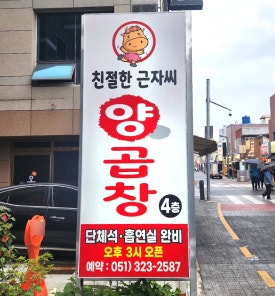 친절한 근자씨
양
곱
창
4층
단체석·흡연실 완비
오후 3시 오픈
예약 : 051) 323-2587